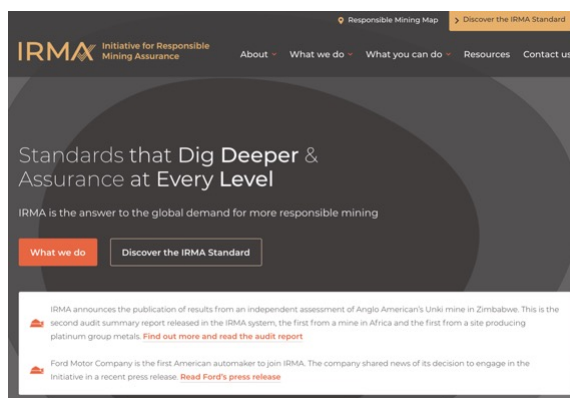 Responsible Mining Map
Discover the IRMA Standard
IRMA Initiative for Responsible
Mining Assurance
About What we do What you can do Resources Contact us
Standards that Dig Deeper &
Assurance at Every Level
IRMA is the answer to the global demand for more responsible mining
What we do Discover the IRMA Standard
IRMA announces the publication of results from an independent assessment of Anglo American's Unki mine in Zimbabwe. This is the
second audit summary report released in the IRMA system, the first from a mine in Africa and the first from a site producing
platinum group metals. Find out more and read the audit report
Ford Motor Company is the first American automaker to join IRMA. The company shared news of its decision to engage in the
Initiative in a recent press release. Read Ford's press release